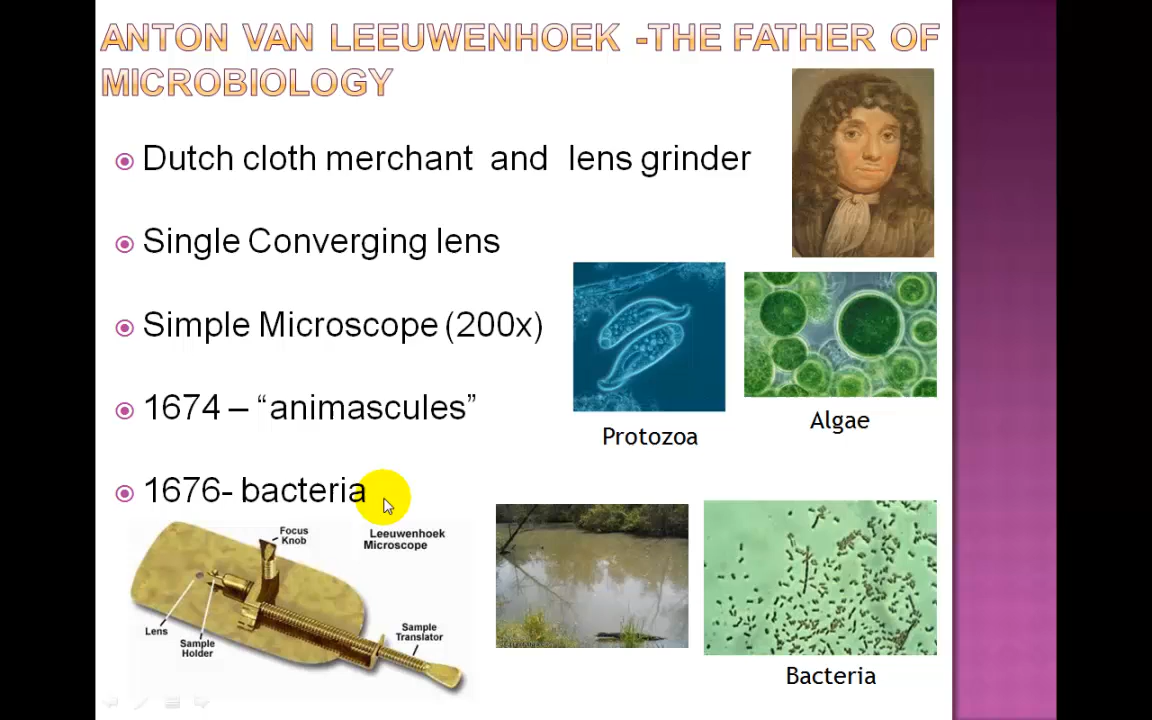 ANTON VAN LEEUWENHOEK -THE FATHER OF
MICROBIOLOGY
Dutch cloth merchant and lens grinder
Single Converging lens
Simple Microscope (200x)
1674 – “animascules”
1676- bacteria
Protozoa
Algae
Focus
Knob
Leeuwenhoek
Microscope
Lens
Sample
Holder
Sample
Translator
Bacteria